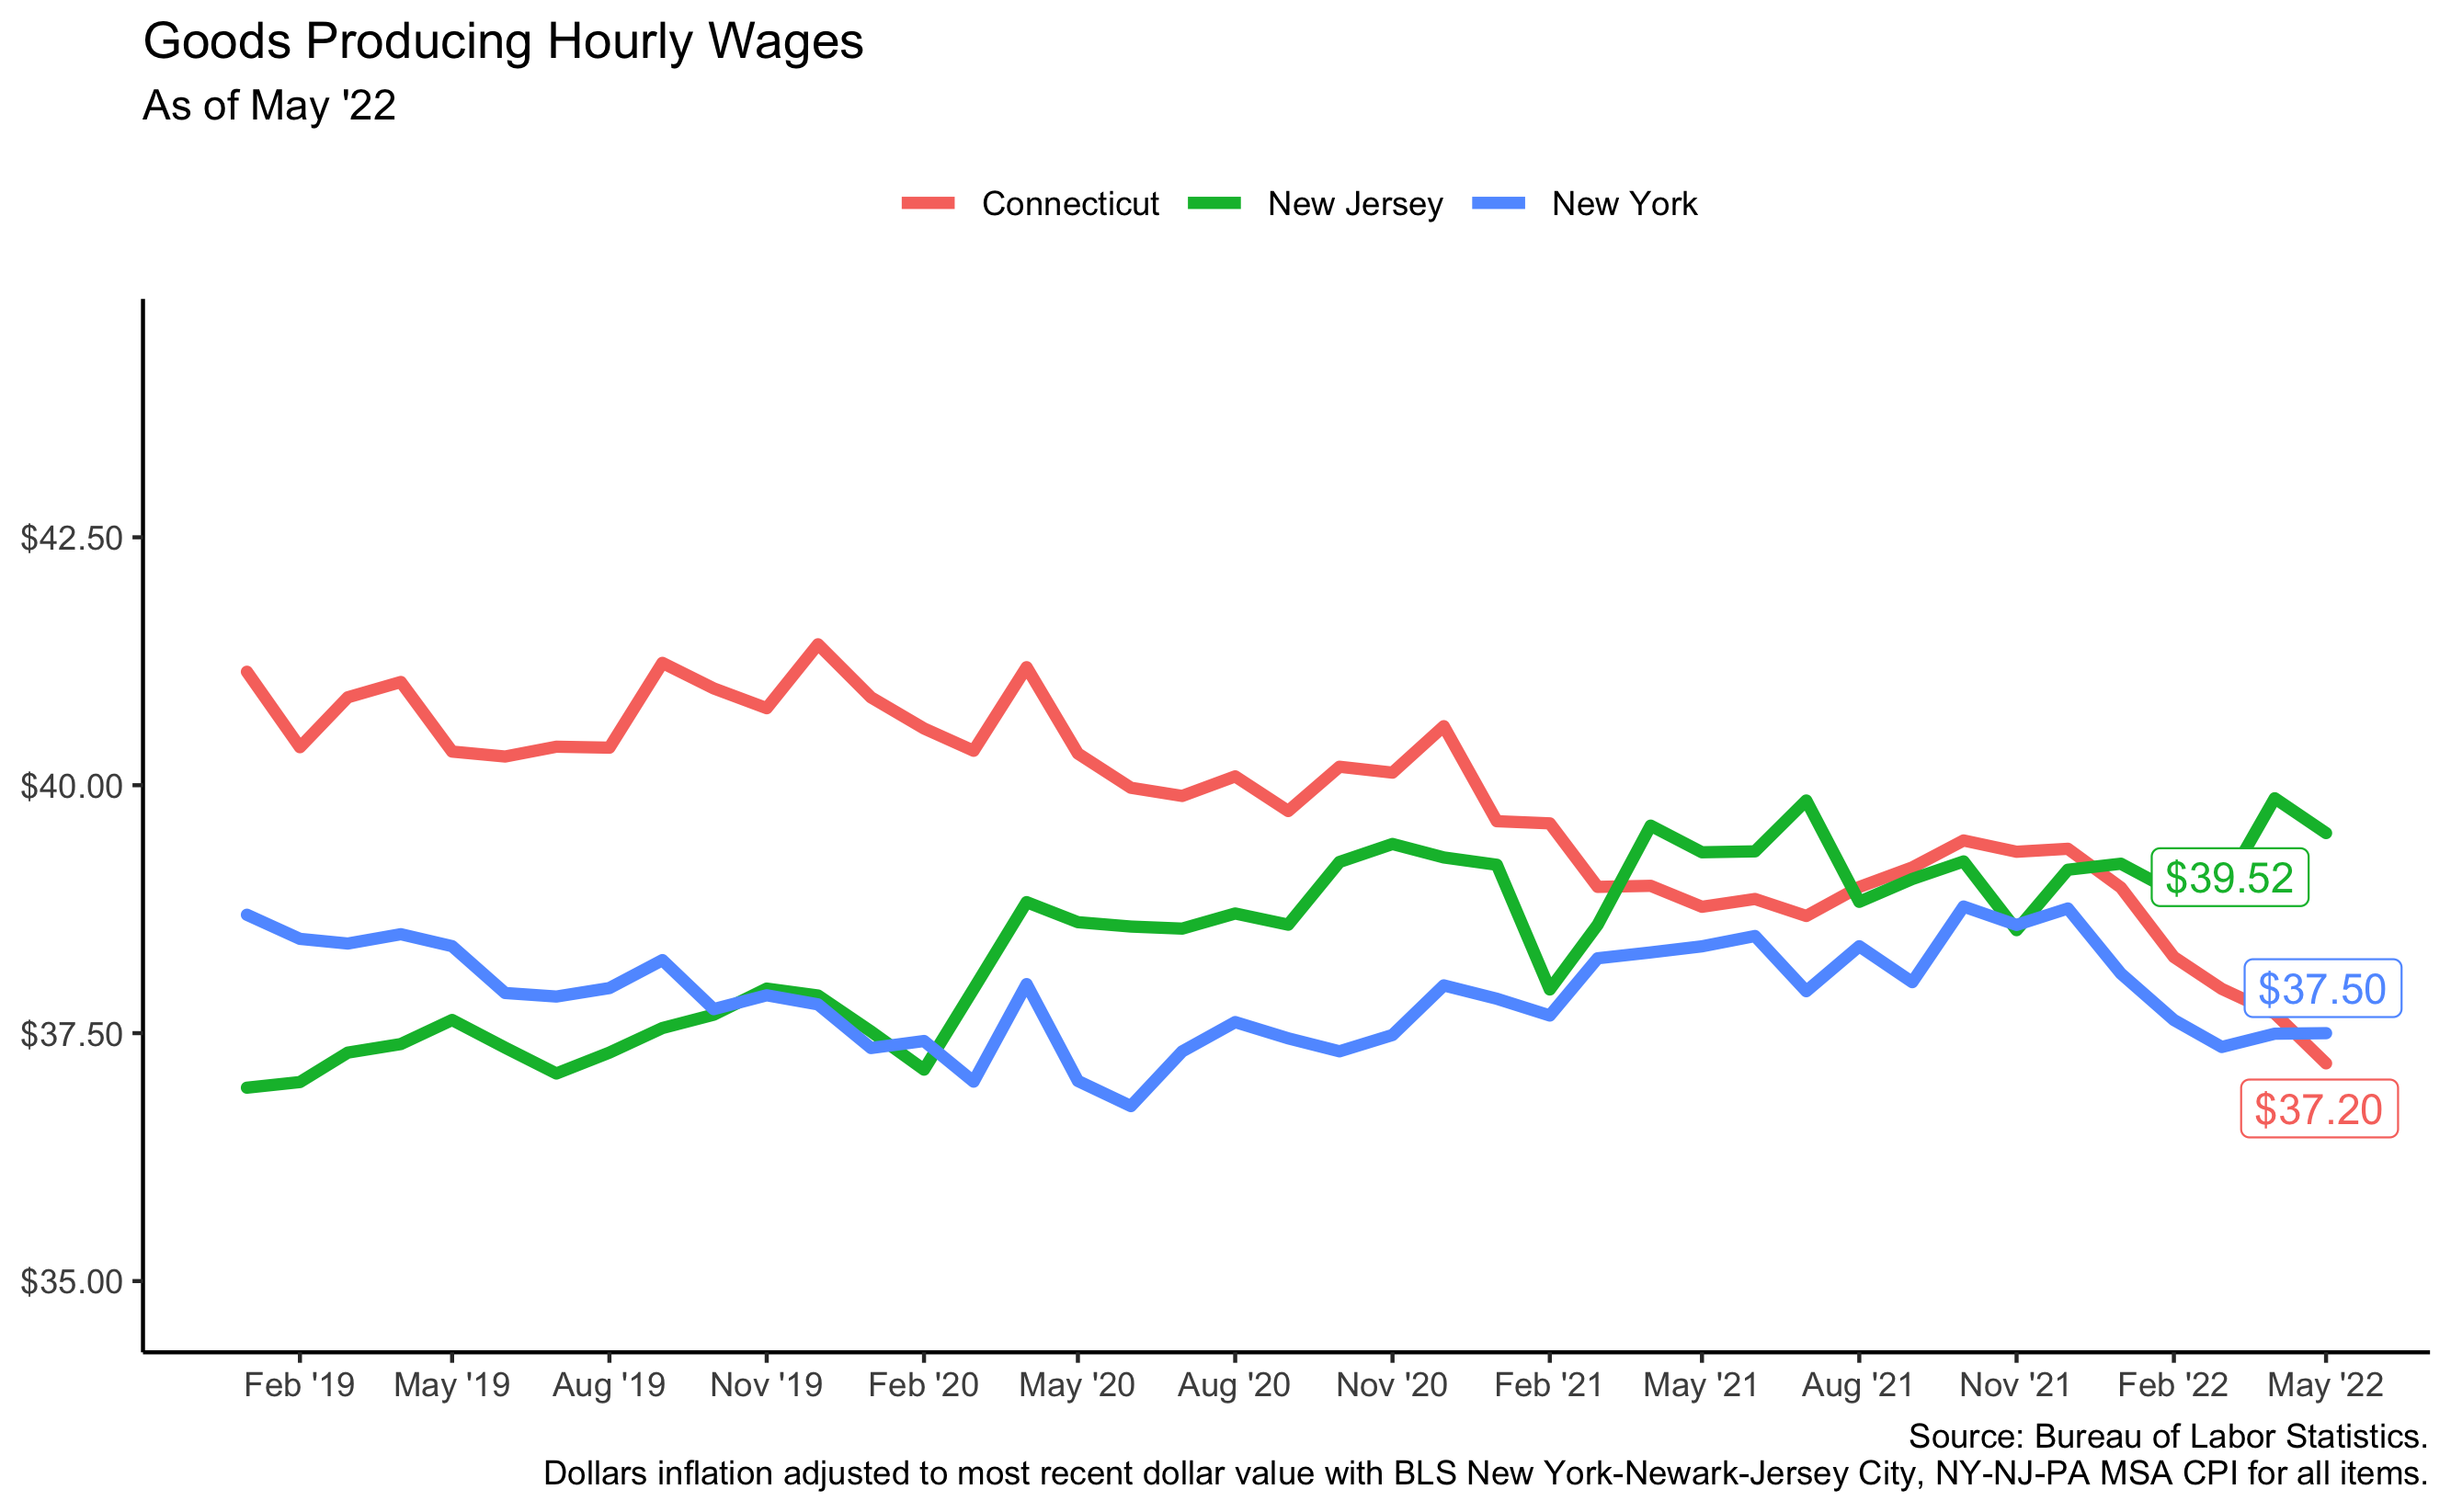 Goods Producing Hourly Wages
As of May '22
Connecticut New Jersey New York
$42.50
$40.00
$39.52
$37.50
$37.50
$37.20
$35.00
Feb '19 May '19 Aug '19 Nov '19 Feb '20 May '20 Aug '20 Nov '20 Feb '21 May '21 Aug '21 Nov '21 Feb '22 May '22
Source: Bureau of Labor Statistics.
Dollars inflation adjusted to most recent dollar value with BLS New York-Newark-Jersey City, NY-NJ-PA MSA CPI for all items.